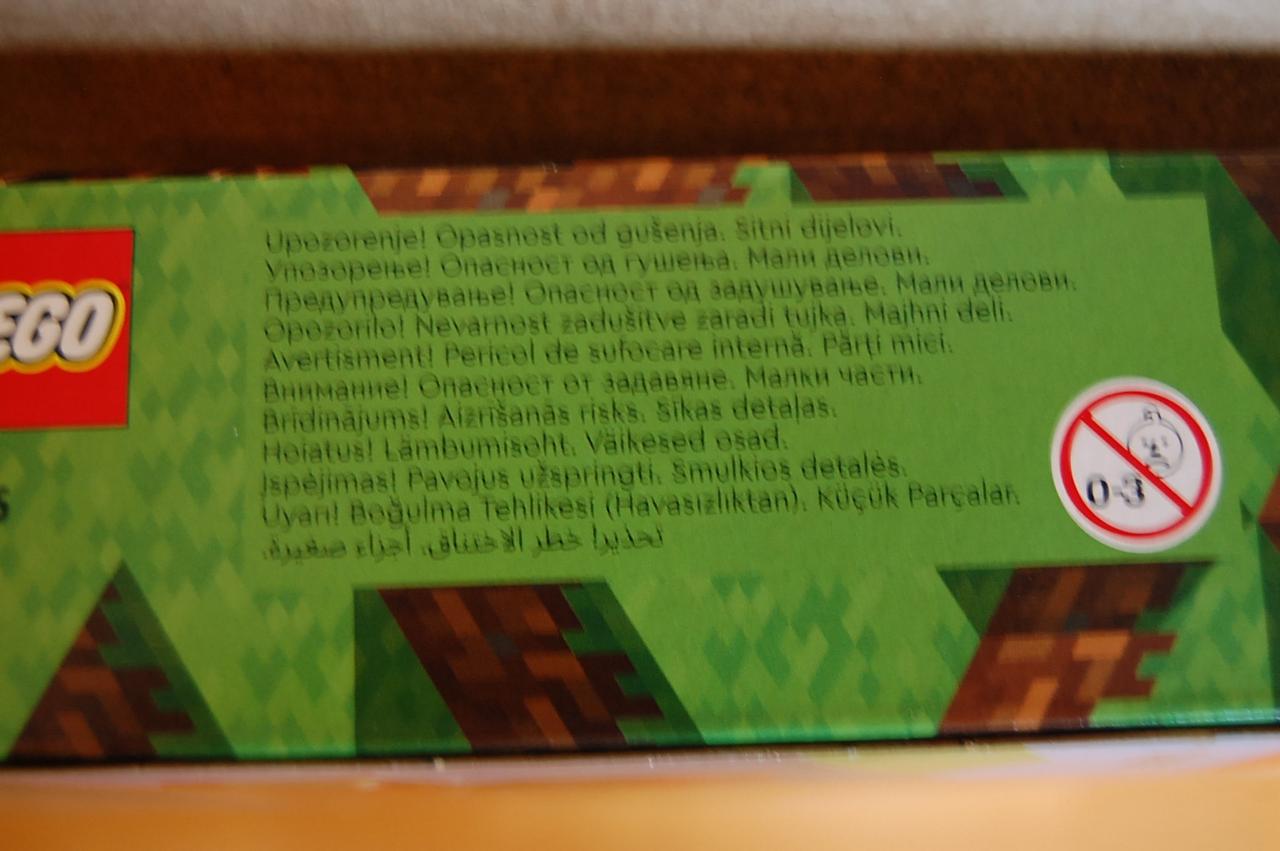 LEGO
Upozorenje! Opasnost od gušenja. Sitni dijelovi.
Упозорење! Опасност од гушења. Мали делови.
Предупредување! Опасност од задушување. Мали делови.
Opozorilo! Nevarnost zadušitve zaradi tujka. Majhni deli.
Avertisment! Pericol de sufocare internă. Părți mici.
Внимание! Опасност от задавяне. Малки части.
Brīdinājums! Aizrīšanās risks. Sīkas detaļas.
Hoiatus! Lämbumisoht. Väikesed osad.
Įspėjimas! Pavojus užspringti. Smulkios detalės.
Uyarı! Boğulma Tehlikesi (Havasızlıktan). Küçük Parçalar.
تحذير! خطر الاختناق. أجزاء صغيرة.
0-3